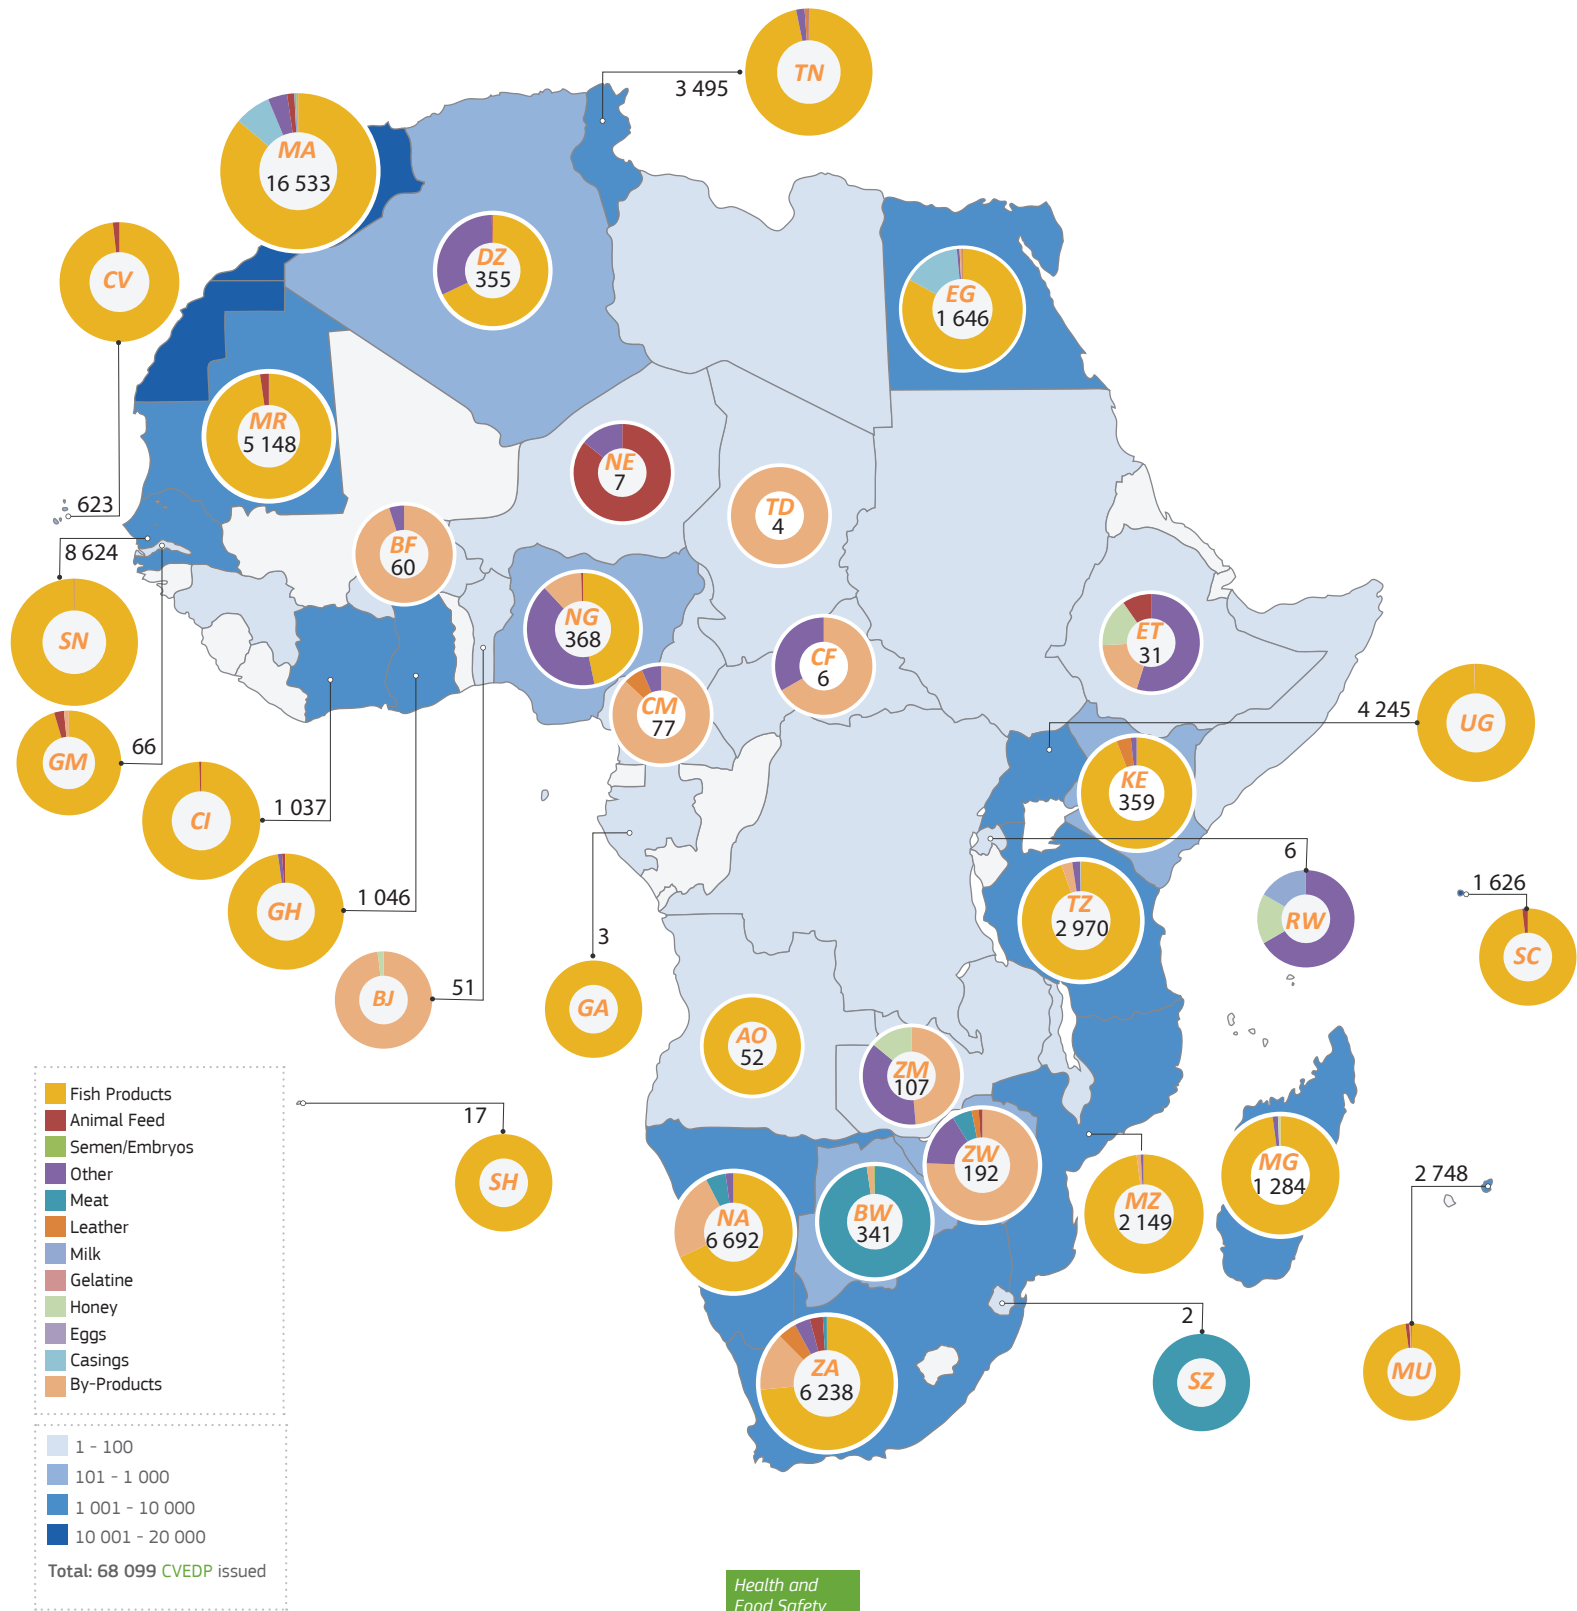 TN
3 495
MA
16 533
DZ
355
CV
623
EG
1 646
MR
5 148
NE
7
TD
4
BF
60
8 624
SN
NG
368
CF
6
ET
31
GM
66
CM
77
4 245
UG
CI
1 037
KE
359
GH
1 046
6
RW
TZ
2 970
1 626
SC
BJ
51
3
GA
AO
52
ZM
107
17
SH
ZW
192
MZ
2 149
MG
1 284
2 748
MU
NA
6 692
BW
341
2
SZ
ZA
6 238
Fish Products
Animal Feed
Semen/Embryos
Other
Meat
Leather
Milk
Gelatine
Honey
Eggs
Casings
By-Products
1 - 100
101 - 1 000
1 001 - 10 000
10 001 - 20 000
Total: 68 099 CVEDP issued
Health and
Food Safety